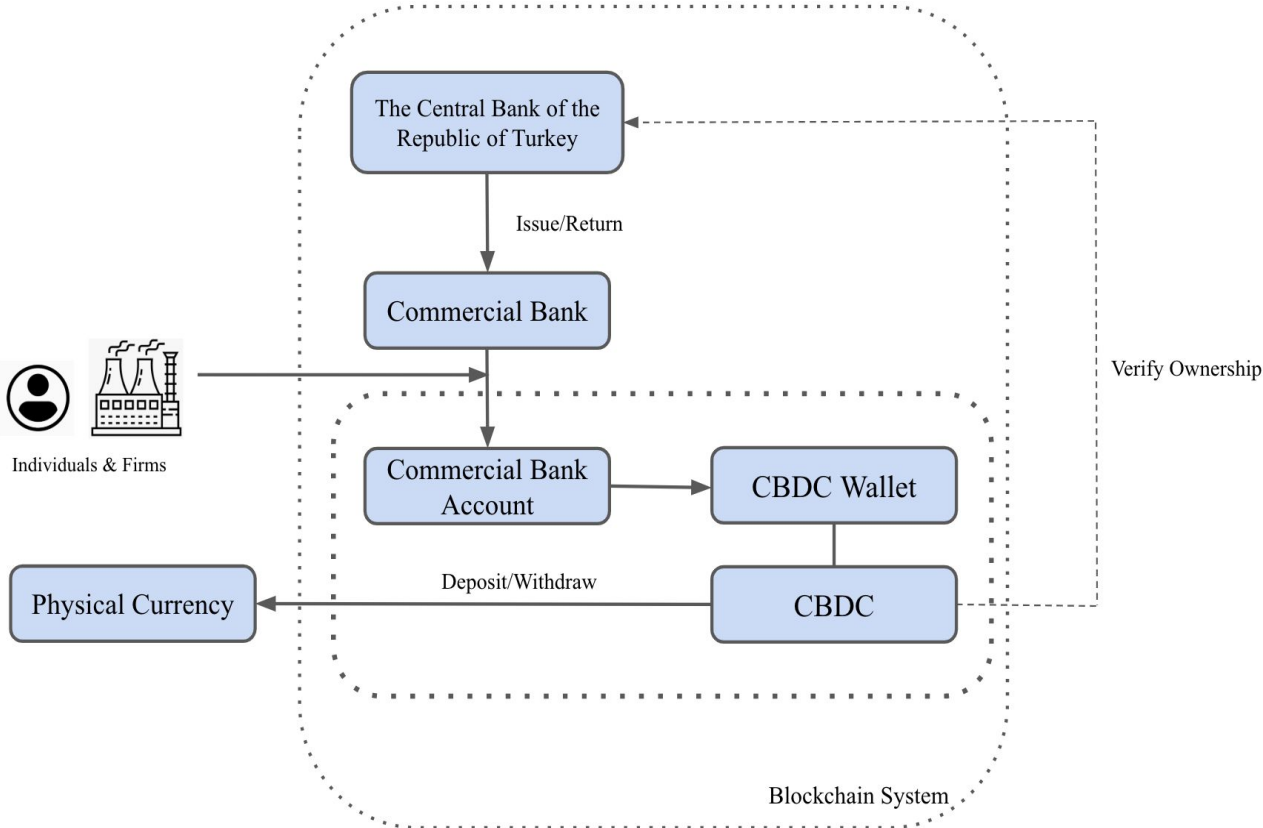 The Central Bank of the
Republic of Turkey
Issue/Return
Commercial Bank
Verify Ownership
Individuals & Firms
Commercial Bank
Account
CBDC Wallet
Deposit/Withdraw
Physical Currency
CBDC
Blockchain System